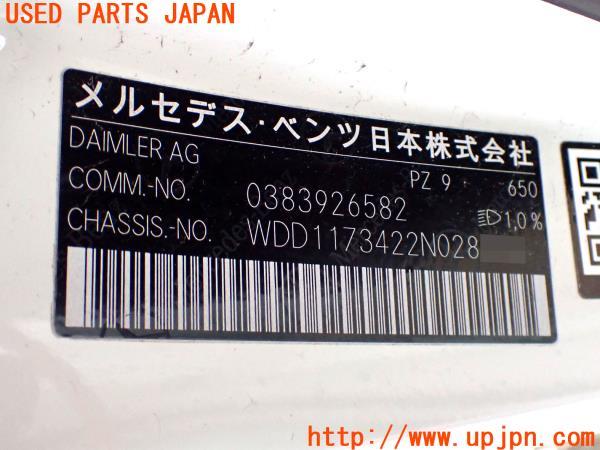 USED PARTS JAPAN
メルセデス・ベンツ日本株式会社
DAIMLER AG
PZ 9 650
COMM.-NO. 0383926582
1,0%
CHASSIS.-NO. WDD1173422N028
http://www.upjpn.com/